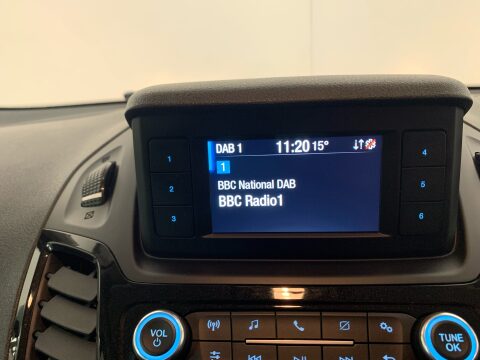 DAB 1 11:20 15°
1
BBC National DAB
BBC Radio1
1
2
3
4
5
6
VOL
TUNE
OK